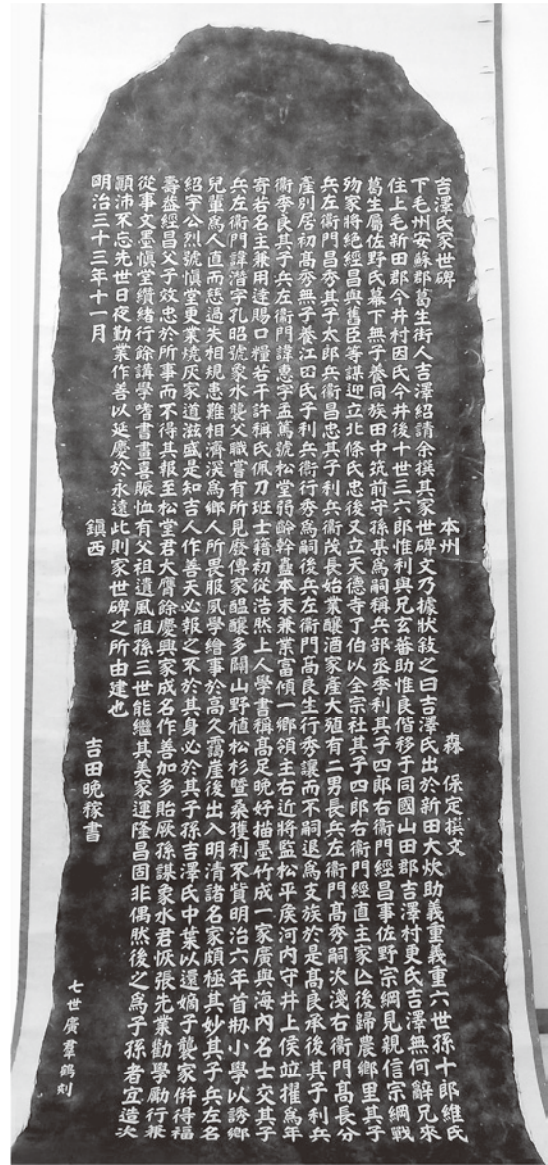 吉澤氏家世碑
本州　森　保定撰文
下毛州安蘇郡葛生街人吉澤紹請余撰其家世碑文乃據狀敍之曰吉澤氏出於新田大炊助義重義重六世孫十郎維氏
住上毛新田郡今井村因氏今井後十世三六郎惟利與兄玄蕃助惟良偕移于同國山田郡吉澤村更氏吉澤無何辭兄來
葛生屬佐野氏幕下無子養同族田中筑前守孫某爲嗣稱兵部丞季利其子四郎右衞門經昌事佐野宗綱見親信宗綱戰
歿家將絶經昌與舊臣等謀迎立北條氏忠後又立天德寺了伯以全宗社其子四郎右衞門經直主家亾後歸農鄉里其子
兵左衞門昌秀其子太郎兵衞昌忠其子利兵衞茂長始業釀酒家產大殖有二男長兵左衞門高秀嗣次淺右衞門高長分
產別居初高秀無子養江田氏子利兵衞行秀爲嗣後兵左衞門高良生行秀讓而不嗣退爲支族於是高良承後其子利兵
衞季良其子兵左衞門諱惠字孟篤號松堂弱齡幹蠱本末兼業富傾一鄉領主右近將監松平侯河內守井上侯竝擢爲年
寄若名主兼用達賜口糧若干許稱氏佩刀班士籍初從浩然上人學書稱高足晩好描墨竹成一家廣與海內名士交其子
兵左衞門諱潛字孔昭號象水襲父職嘗有所見廢傳家醞釀多闢山野植松杉暨桑獲利不貲明治六年首刱小學以誘鄉
兒輩爲人直而慈過失相規患難相濟深爲鄉人所畏服風學繪事於高久靄崖後出入明清諸名家頗極其妙其子兵左名
紹字公烈號愼堂更業燒灰家道滋盛是知吉人作善天必報之不於其身必於其子孫吉澤氏中葉以還嫡子襲家倂得福
壽益經昌父子效忠於所事而不得其報至松堂君大膺餘慶興家成名作善加多貽厥孫謀象水君恢張先業勸學勵行兼
從事文墨愼堂纘緖行餘講學嗜書畫喜賑恤有父祖遺風祖孫三世能繼其美家運隆昌固非偶然後之爲子孫者宜造次
顚沛不忘先世日夜勤業作善以延慶於永遠此則家世碑之所由建也
明治三十三年十一月　鎮西　吉田晚稼書
七世廣羣鶴刻